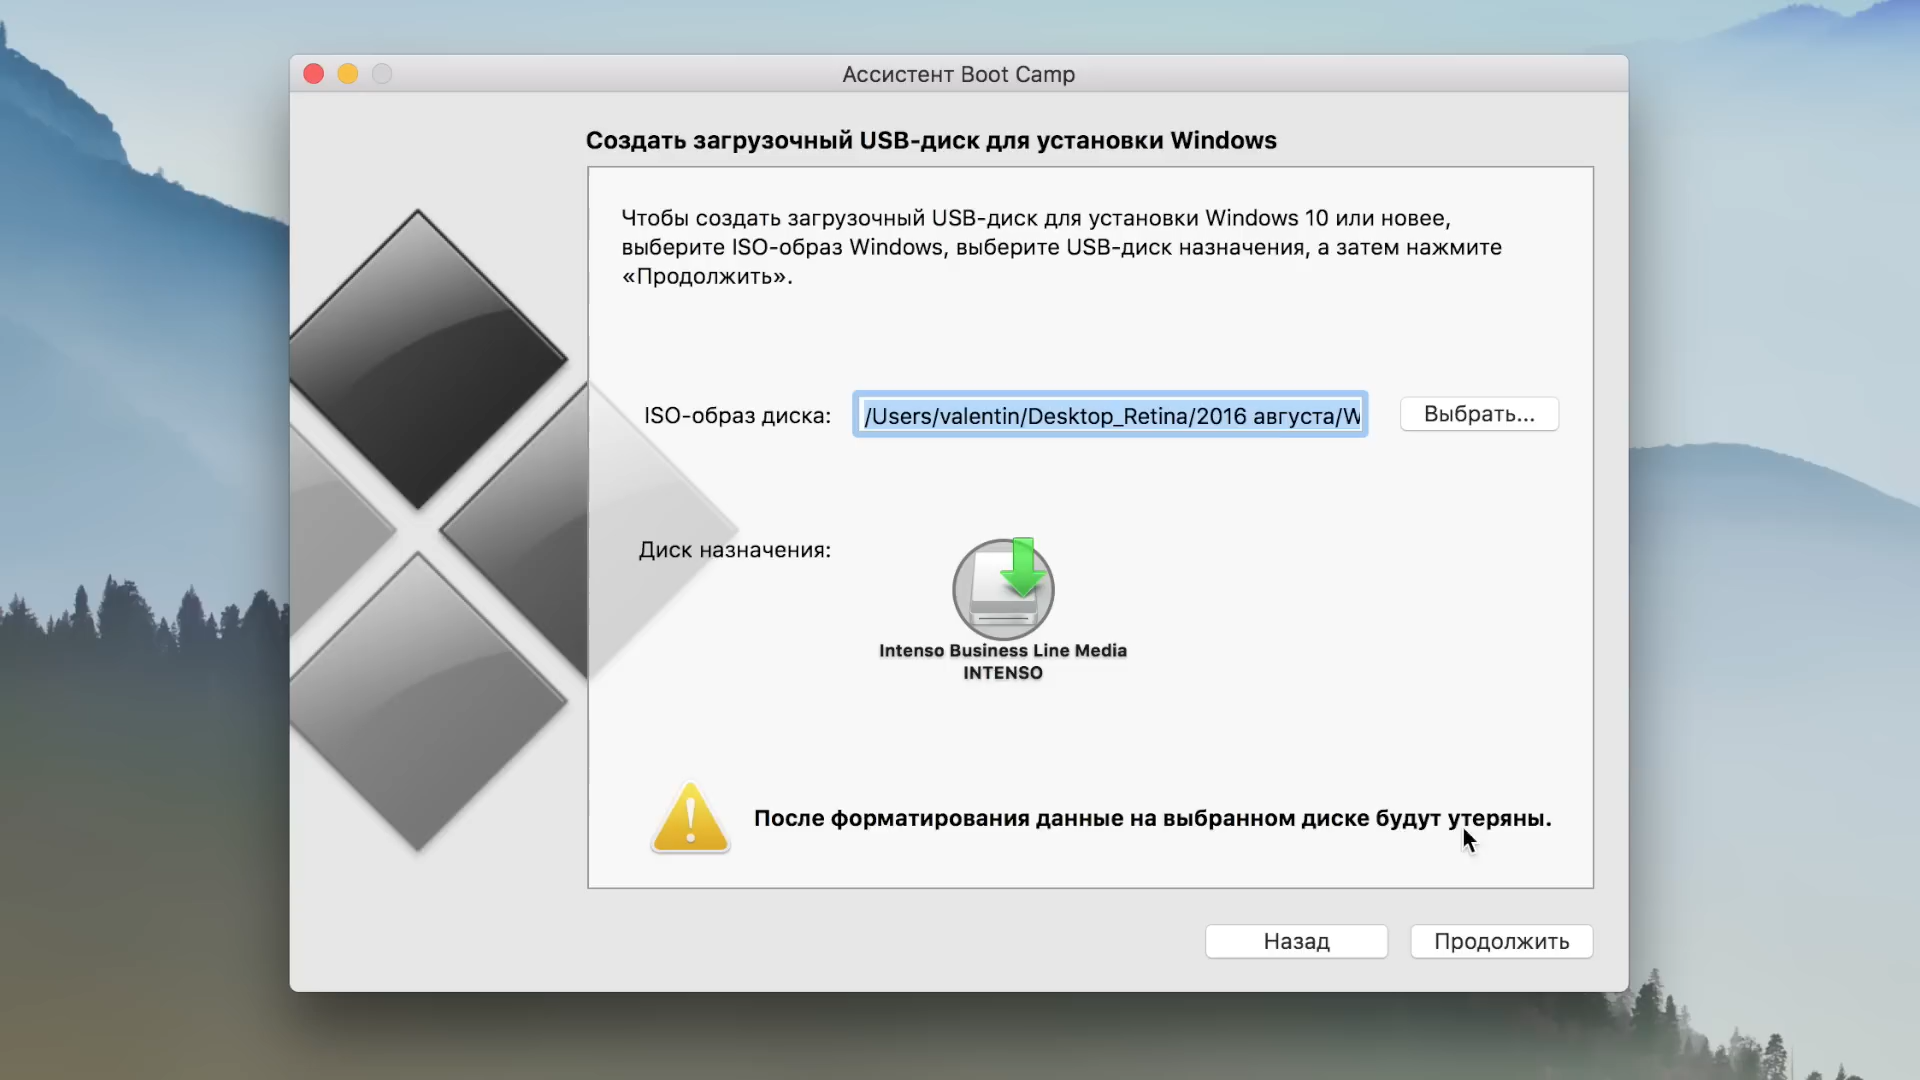 Ассистент Boot Camp
Создать загрузочный USB-диск для установки Windows
Чтобы создать загрузочный USB-диск для установки Windows 10 или новее,
выберите ISO-образ Windows, выберите USB-диск назначения, а затем нажмите
«Продолжить».
ISO-образ диска: /Users/valentin/Desktop_Retina/2016 августа/W Выбрать...
Диск назначения:
Intenso Business Line Media
INTENSO
После форматирования данные на выбранном диске будут утеряны.
Назад Продолжить